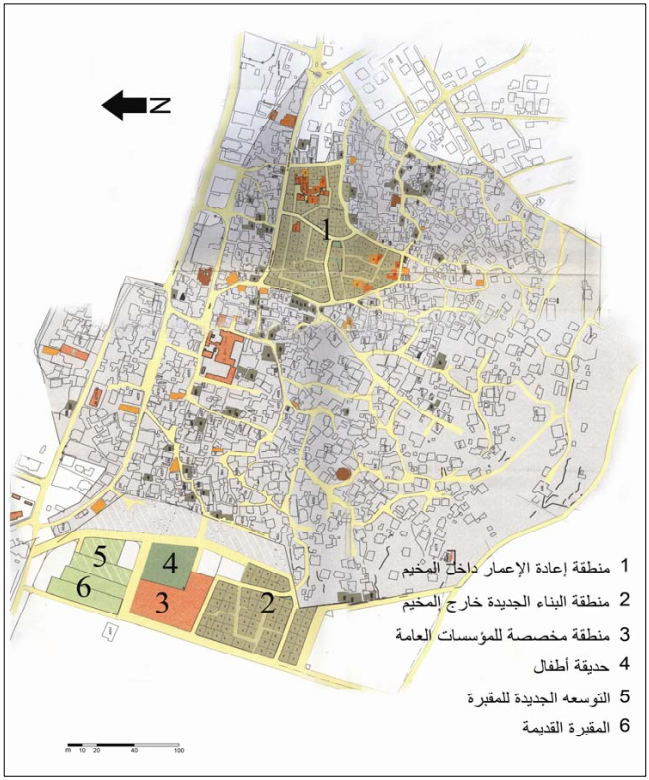 N
1
2
3
4
5
6
1 منطقة إعادة الإعمار داخل المخيم
2 منطقة البناء الجديدة خارج المخيم
3 منطقة مخصصة للمؤسسات العامة
4 حديقة أطفال
5 التوسعه الجديدة للمقبرة
6 المقبرة القديمة
m 10 20 40 100